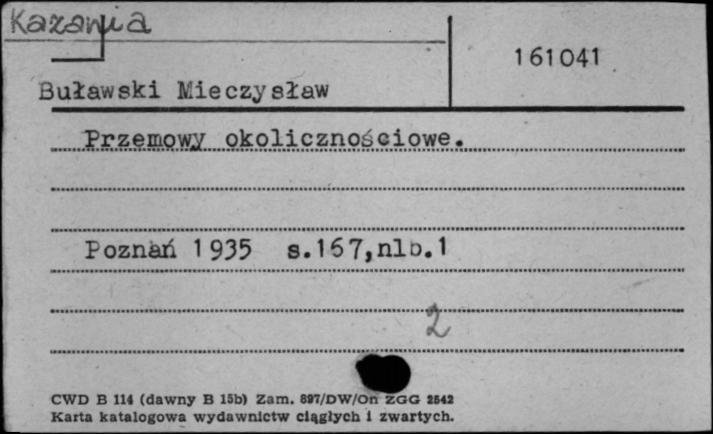 Kazania
161041
Buławski Mieczysław
Przemowy okolicznościowe.
Poznań 1935 s.167,nlb.1
2
CWD B 114 (dawny B 15b) Zam. 897/DW/On ZGG 2542
Karta katalogowa wydawnictw ciągłych i zwartych.